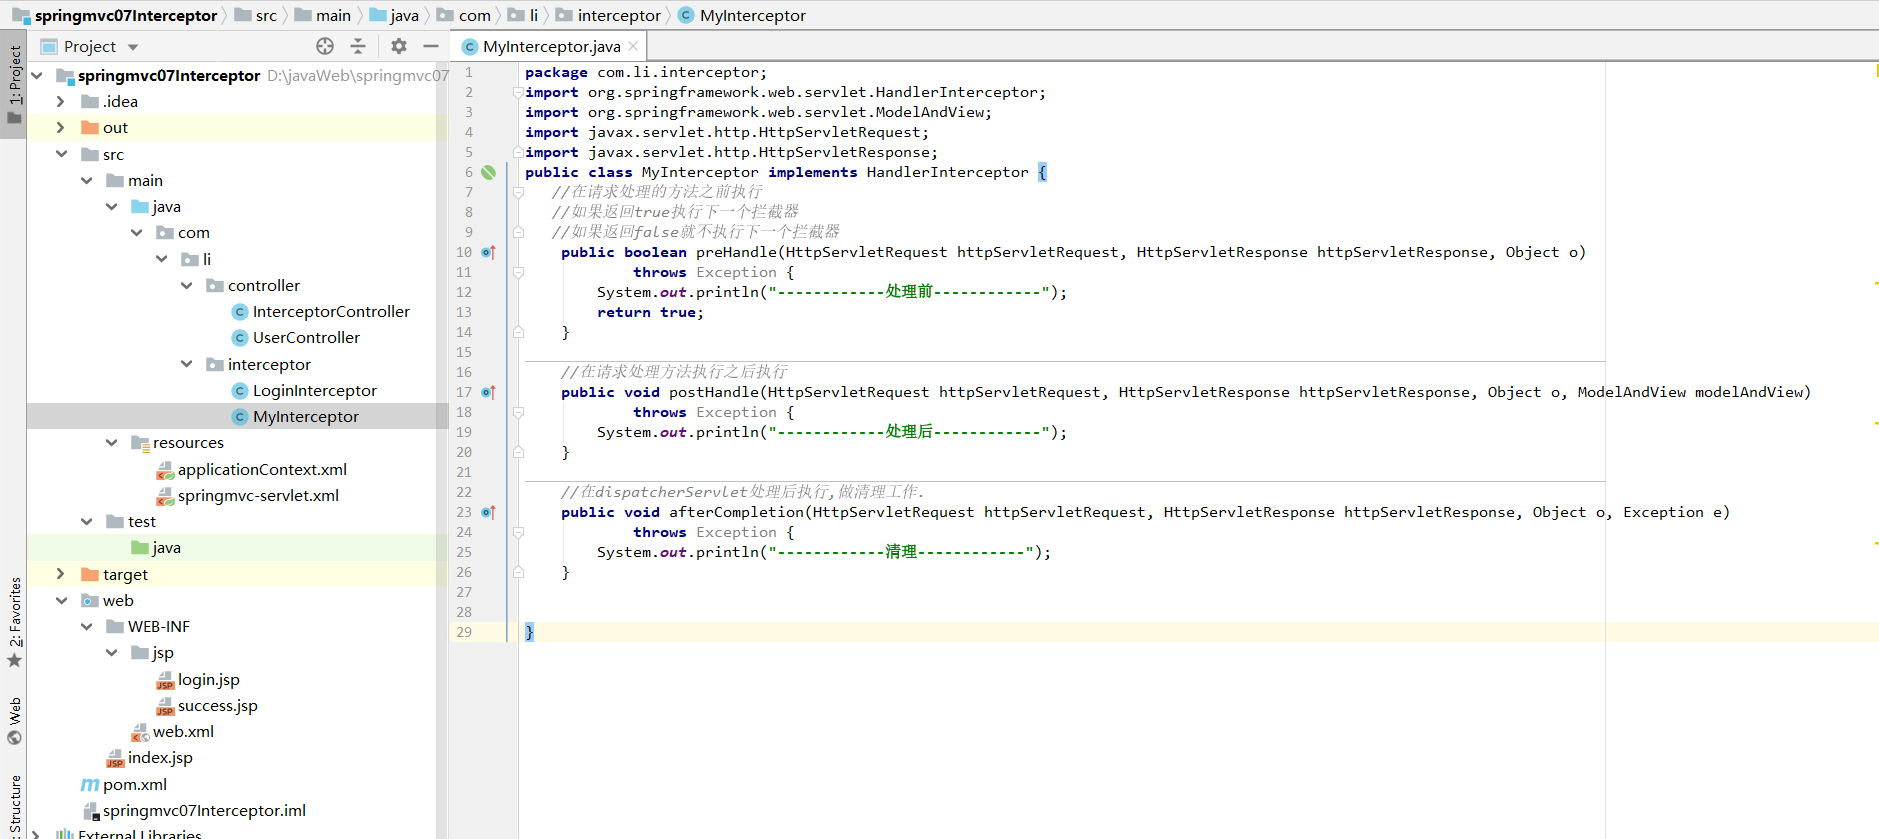 springmvc07Interceptor src main java com li interceptor MyInterceptor
1: Project
2: Favorites
Web
: Structure
Project
springmvc07Interceptor D:\javaWeb\springmvc07
.idea
out
src
main
java
com
li
controller
InterceptorController
UserController
interceptor
LoginInterceptor
MyInterceptor
resources
applicationContext.xml
springmvc-servlet.xml
test
java
target
web
WEB-INF
jsp
login.jsp
success.jsp
web.xml
index.jsp
pom.xml
springmvc07Interceptor.iml
External Libraries
MyInterceptor.java
1 package com.li.interceptor;
2 import org.springframework.web.servlet.HandlerInterceptor;
3 import org.springframework.web.servlet.ModelAndView;
4 import javax.servlet.http.HttpServletRequest;
5 import javax.servlet.http.HttpServletResponse;
6 public class MyInterceptor implements HandlerInterceptor {
7 //在请求处理的方法之前执行
8 //如果返回true执行下一个拦截器
9 //如果返回false就不执行下一个拦截器
10 public boolean preHandle(HttpServletRequest httpServletRequest, HttpServletResponse httpServletResponse, Object o)
11 throws Exception {
12 System.out.println("------------处理前------------");
13 return true;
14 }
15
16 //在请求处理方法执行之后执行
17 public void postHandle(HttpServletRequest httpServletRequest, HttpServletResponse httpServletResponse, Object o, ModelAndView modelAndView)
18 throws Exception {
19 System.out.println("------------处理后------------");
20 }
21
22 //在dispatcherServlet处理后执行,做清理工作.
23 public void afterCompletion(HttpServletRequest httpServletRequest, HttpServletResponse httpServletResponse, Object o, Exception e)
24 throws Exception {
25 System.out.println("------------清理------------");
26 }
27
28
29 }